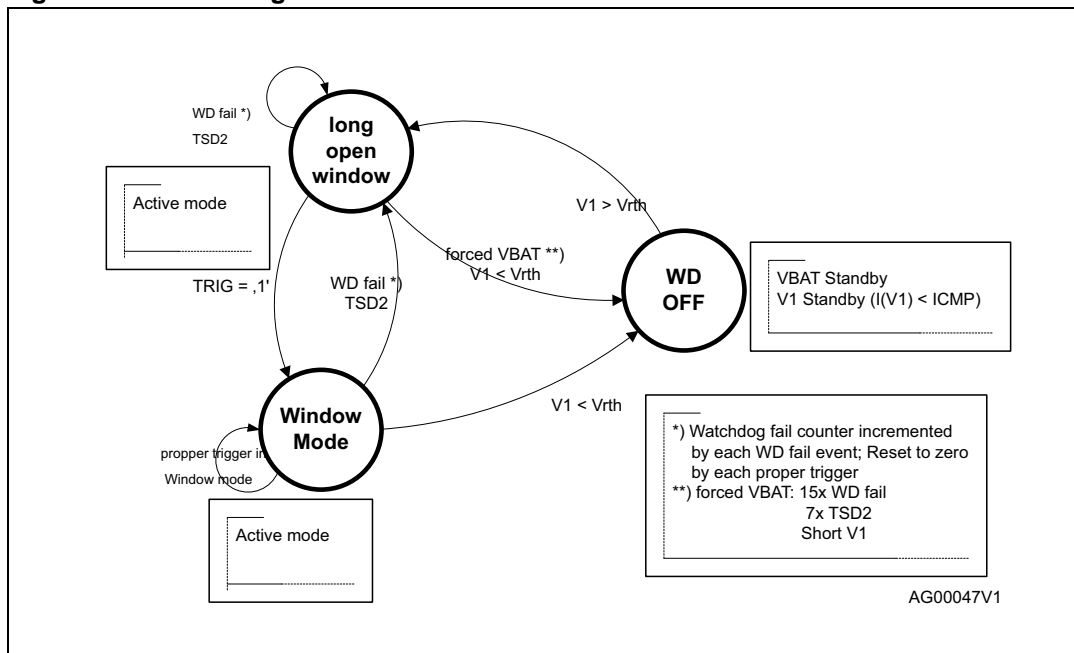 WD fail *)
TSD2
long
open
window
Active mode
TRIG = ‚1'
WD fail *)
TSD2
forced VBAT **)
V1 < Vrth
V1 > Vrth
WD
OFF
VBAT Standby
V1 Standby (I(V1) < ICMP)
Window
Mode
V1 < Vrth
propper trigger in
Window mode
Active mode
*) Watchdog fail counter incremented
by each WD fail event; Reset to zero
by each proper trigger
**) forced VBAT: 15x WD fail
7x TSD2
Short V1
AG00047V1